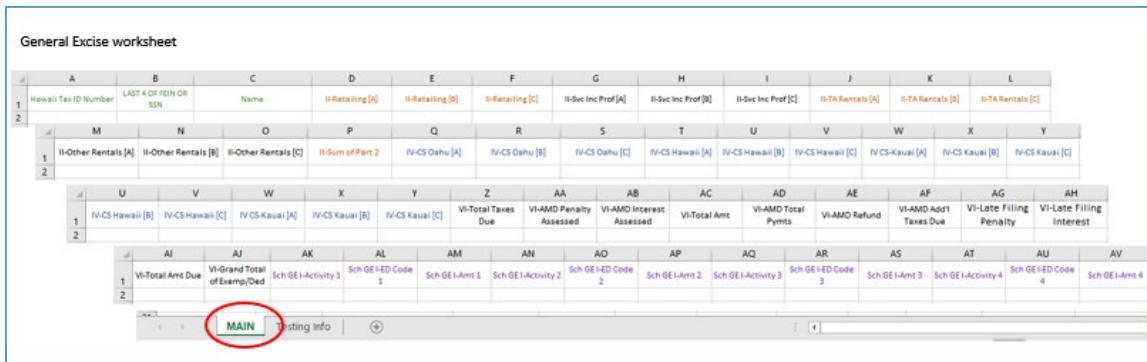 General Excise worksheet
A B C D E F G H I J K L
1 Hawaii Tax ID Number LAST 4 OF FEIN OR SSN Name II-Retailing [A] II-Retailing [B] II-Retailing [C] II-Svc Inc Prof [A] II-Svc Inc Prof [B] II-Svc Inc Prof [C] II-TA Rentals [A] II-TA Rentals [B] II-TA Rentals [C]
2
M N O P Q R S T U V W X Y
1 II-Other Rentals [A] II-Other Rentals [B] II-Other Rentals [C] II-Sum of Part 2 IV-CS Oahu [A] IV-CS Oahu [B] IV-CS Oahu [C] IV-CS Hawaii [A] IV-CS Hawaii [B] IV-CS Hawaii [C] IV CS-Kauai [A] IV-CS Kauai [B] IV-CS Kauai [C]
2
U V W X Y Z AA AB AC AD AE AF AG AH
1 IV-CS Hawaii [B] IV-CS Hawaii [C] IV CS-Kauai [A] IV-CS Kauai [B] IV-CS Kauai [C] VI-Total Taxes Due VI-AMD Penalty Assessed VI-AMD Interest Assessed VI-Total Amt VI-AMD Total Pymts VI-AMD Refund VI-AMD Add'l Taxes Due VI-Late Filing Penalty VI-Late Filing Interest
2
AI AJ AK AL AM AN AO AP AQ AR AS AT AU AV
1 VI-Total Amt Due VI-Grand Total of Exemp/Ded Sch GE I-Activity 1 Sch GE I-ED Code 1 Sch GE I-Amt 1 Sch GE I-Activity 2 Sch GE I-ED Code 2 Sch GE I-Amt 2 Sch GE I-Activity 3 Sch GE I-ED Code 3 Sch GE I-Amt 3 Sch GE I-Activity 4 Sch GE I-ED Code 4 Sch GE I-Amt 4
2
MAIN Testing Info